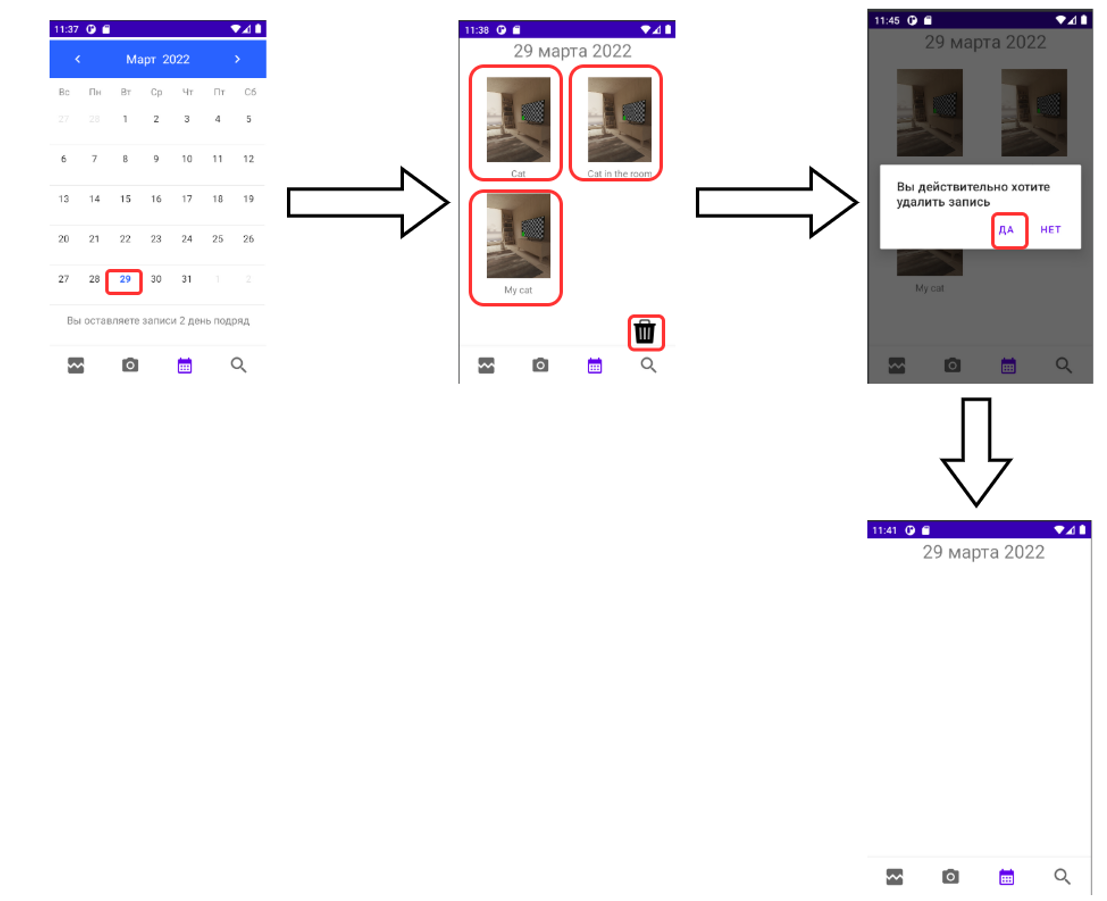 11:37
Март 2022
Вс Пн Вт Ср Чт Пт Сб
27 28 1 2 3 4 5
6 7 8 9 10 11 12
13 14 15 16 17 18 19
20 21 22 23 24 25 26
27 28 29 30 31 1 2
Вы оставляете записи 2 день подряд
11:38
29 марта 2022
Cat
Cat in the room
My cat
11:45
29 марта 2022
Вы действительно хотите
удалить запись
ДА НЕТ
My cat
11:41
29 марта 2022